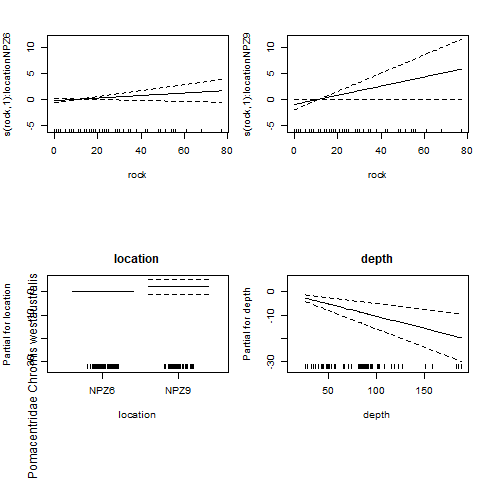 s(rock,1):locationNPZ6
10
5
0
-5
0
20
40
60
80
rock
s(rock,1):locationNPZ9
10
5
0
-5
0
20
40
60
80
rock
location
Partial for location
0
NPZ6
NPZ9
location
depth
Partial for depth
0
-10
-30
50
100
150
depth
Pomacentridae Chromis westaustralis